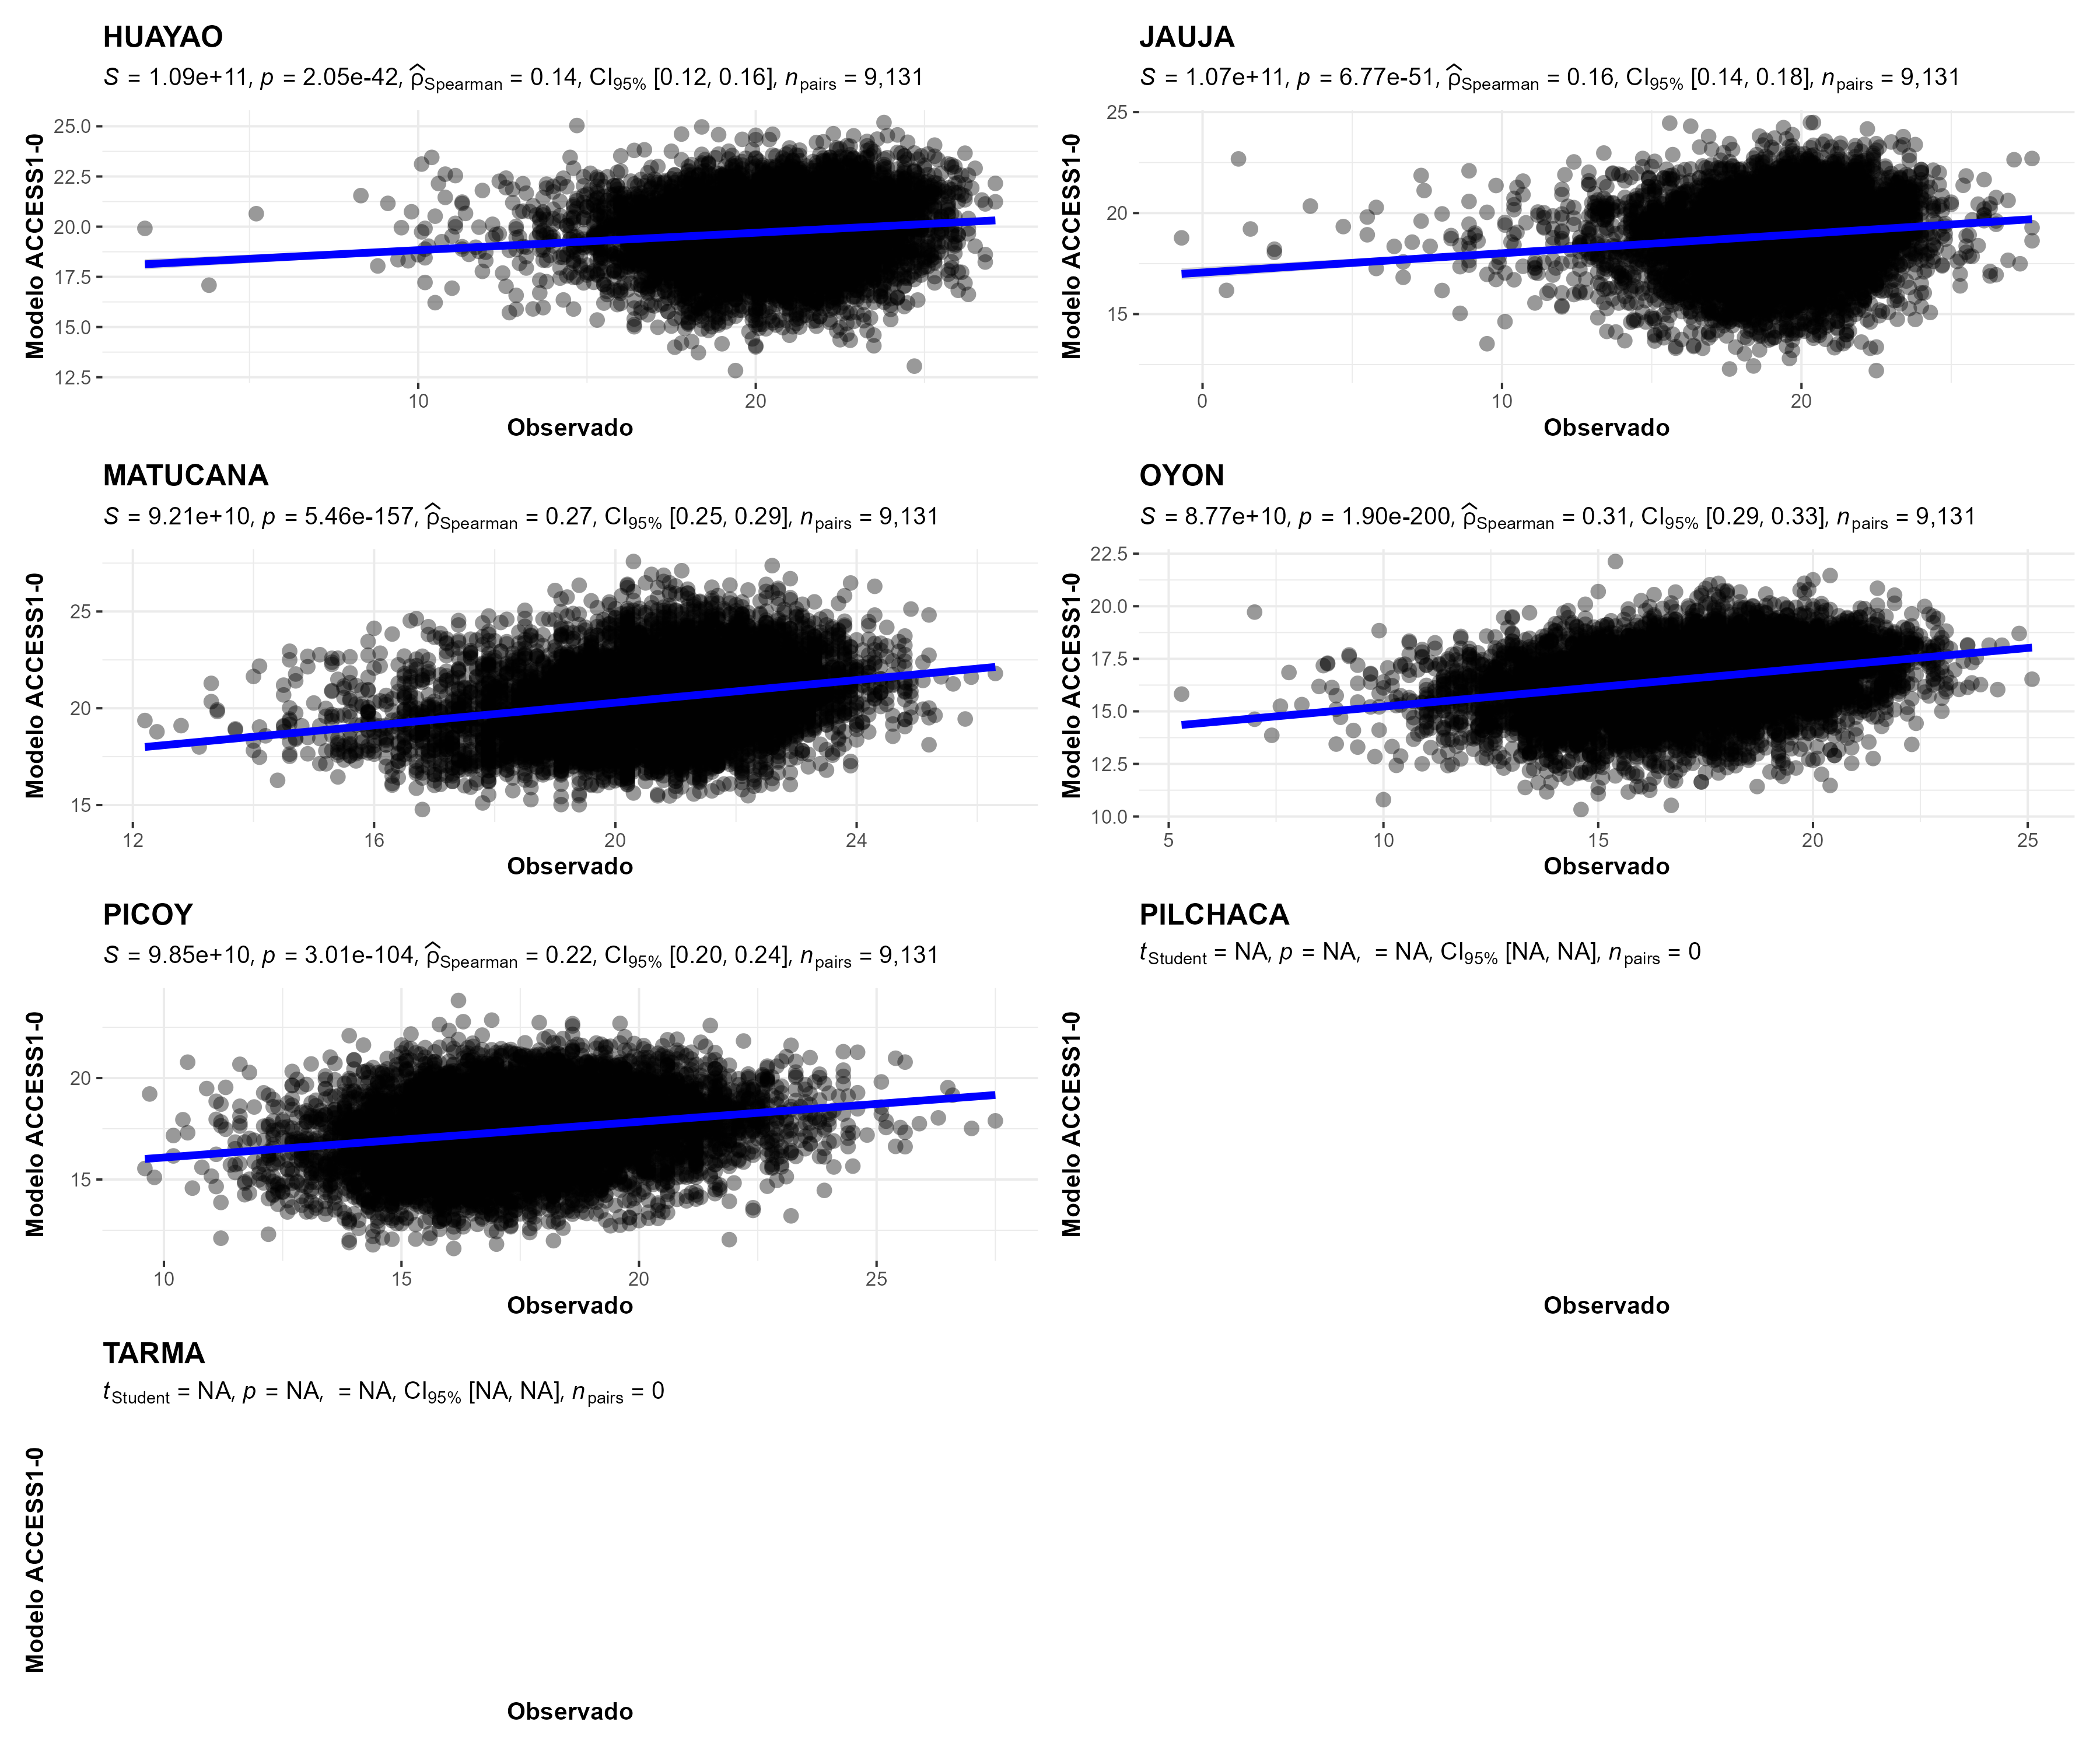 HUAYAO
S = 1.09e+11, p = 2.05e-42, ρ̂Spearman = 0.14, CI95% [0.12, 0.16], npairs = 9,131
Modelo ACCESS1-0
25.0
22.5
20.0
17.5
15.0
12.5
10 20
Observado
JAUJA
S = 1.07e+11, p = 6.77e-51, ρ̂Spearman = 0.16, CI95% [0.14, 0.18], npairs = 9,131
Modelo ACCESS1-0
25
20
15
0 10 20
Observado
MATUCANA
S = 9.21e+10, p = 5.46e-157, ρ̂Spearman = 0.27, CI95% [0.25, 0.29], npairs = 9,131
Modelo ACCESS1-0
25
20
15
12 16 20 24
Observado
OYON
S = 8.77e+10, p = 1.90e-200, ρ̂Spearman = 0.31, CI95% [0.29, 0.33], npairs = 9,131
Modelo ACCESS1-0
22.5
20.0
17.5
15.0
12.5
10.0
5 10 15 20 25
Observado
PICOY
S = 9.85e+10, p = 3.01e-104, ρ̂Spearman = 0.22, CI95% [0.20, 0.24], npairs = 9,131
Modelo ACCESS1-0
20
15
10 15 20 25
Observado
PILCHACA
tStudent = NA, p = NA, = NA, CI95% [NA, NA], npairs = 0
Modelo ACCESS1-0
Observado
TARMA
tStudent = NA, p = NA, = NA, CI95% [NA, NA], npairs = 0
Modelo ACCESS1-0
Observado